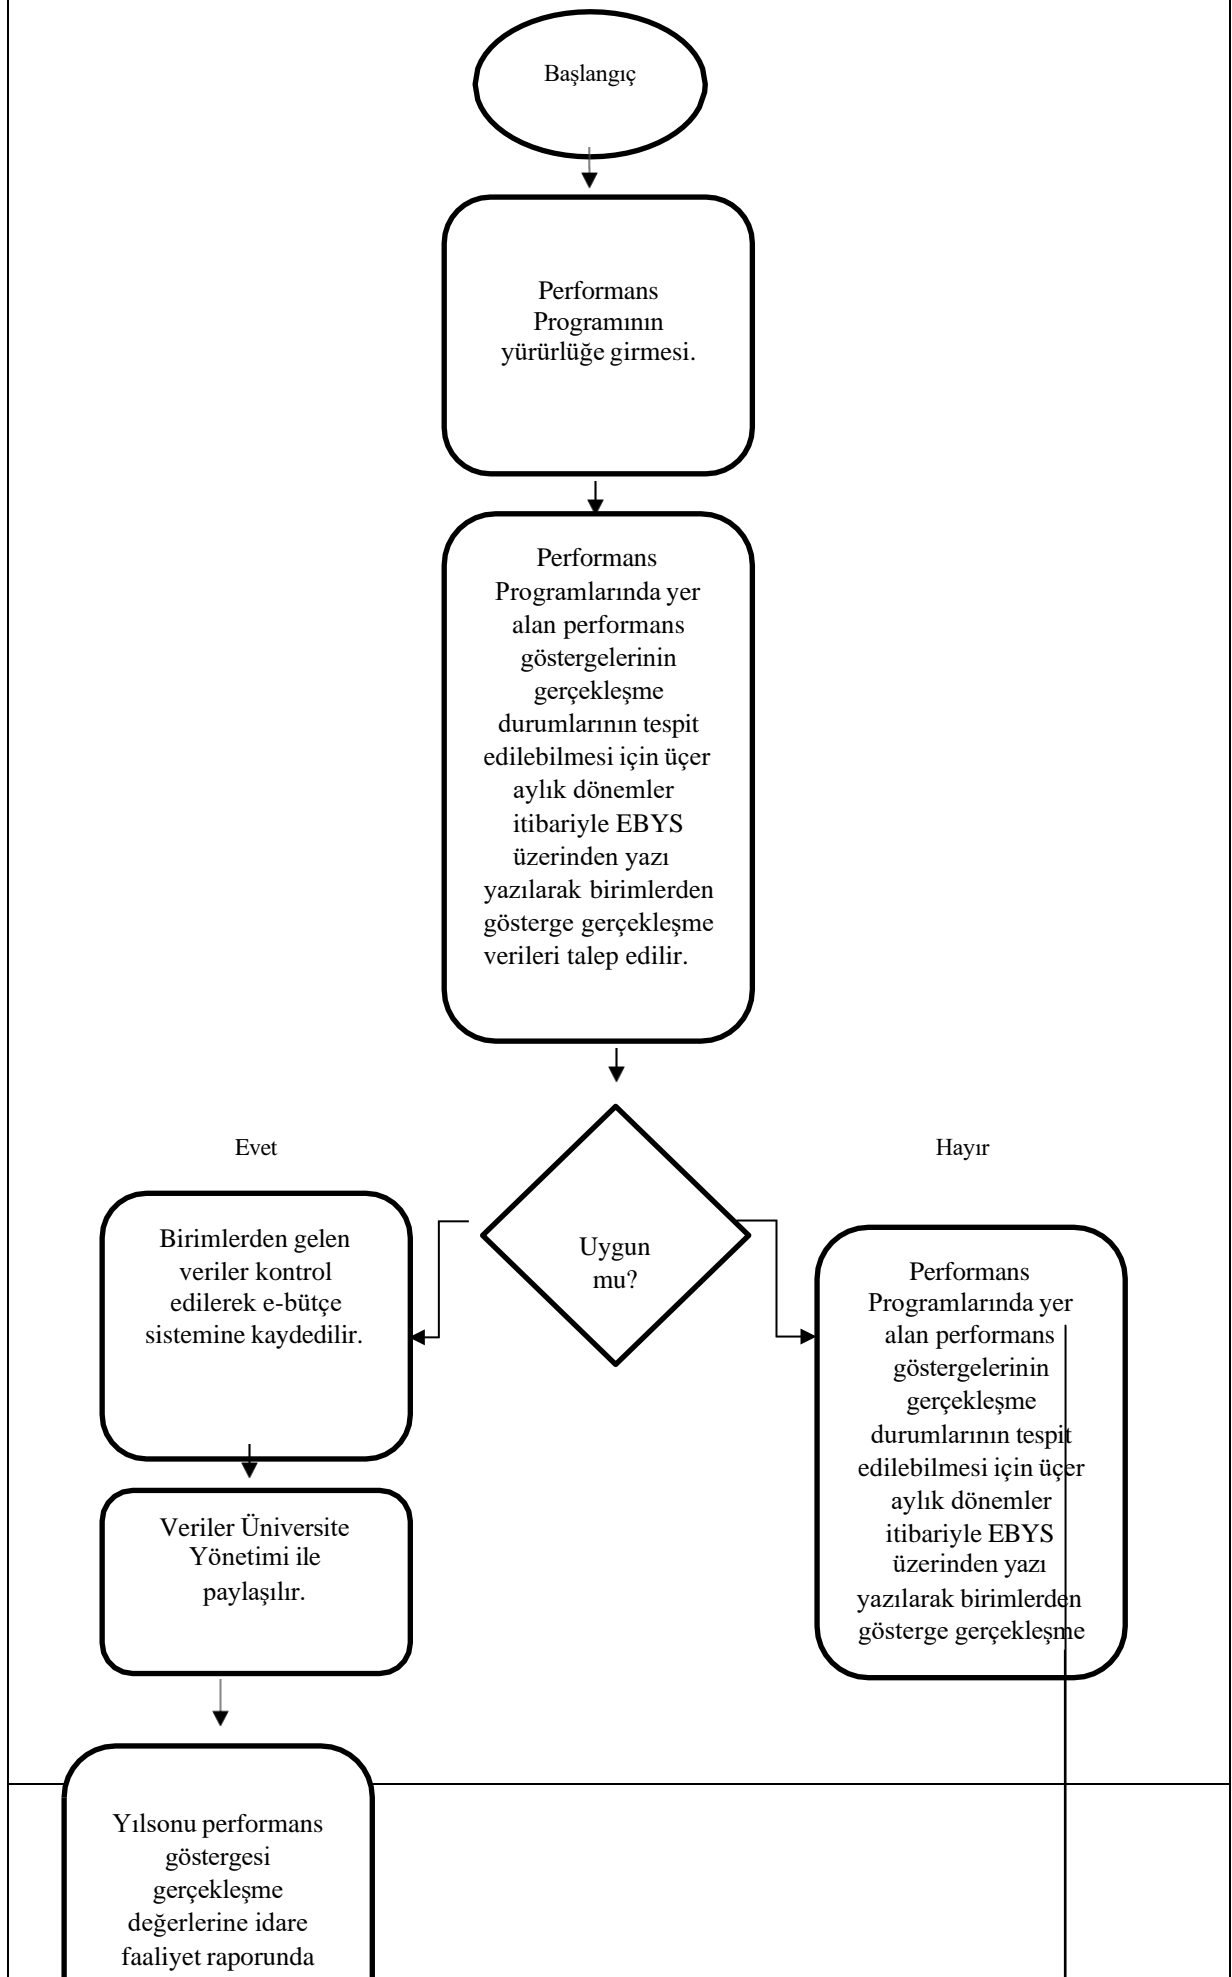 Başlangıç
Performans
Programının
yürürlüğe girmesi.
Performans
Programlarında yer
alan performans
göstergelerinin
gerçekleşme
durumlarının tespit
edilebilmesi için üçer
aylık dönemler
itibariyle EBYS
üzerinden yazı
yazılarak birimlerden
gösterge gerçekleşme
verileri talep edilir.
Evet
Hayır
Uygun
mu?
Birimlerden gelen
veriler kontrol
edilerek e-bütçe
sistemine kaydedilir.
Performans
Programlarında yer
alan performans
göstergelerinin
gerçekleşme
durumlarının tespit
edilebilmesi için üçer
aylık dönemler
itibariyle EBYS
üzerinden yazı
yazılarak birimlerden
gösterge gerçekleşme
Veriler Üniversite
Yönetimi ile
paylaşılır.
Yılsonu performans
göstergesi
gerçekleşme
değerlerine idare
faaliyet raporunda